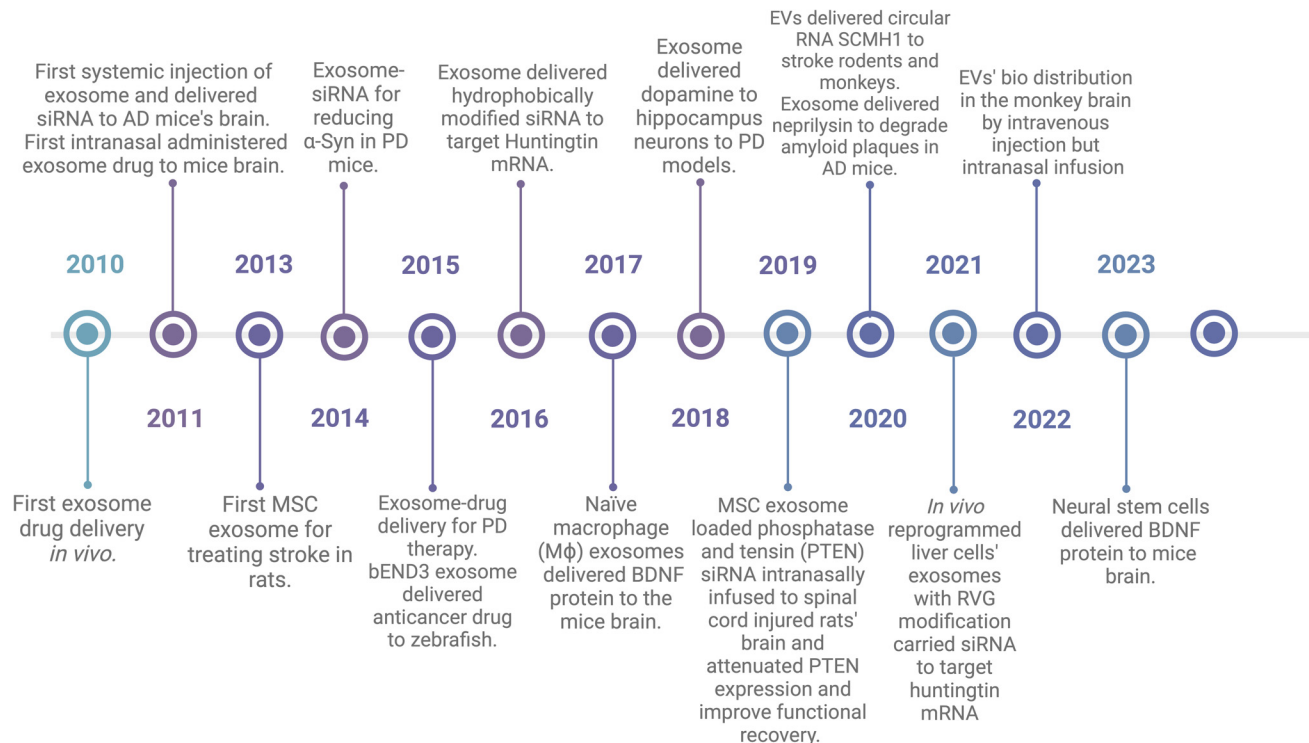 First systemic injection of
exosome and delivered
siRNA to AD mice's brain.
First intranasal administered
exosome drug to mice brain.
Exosome-
siRNA for
reducing
α-Syn in PD
mice.
Exosome delivered
hydrophobically
modified siRNA to
target Huntingtin
mRNA.
Exosome
delivered
dopamine to
hippocampus
neurons to PD
models.
EVs delivered circular
RNA SCMH1 to
stroke rodents and
monkeys.
Exosome delivered
neprilysin to degrade
amyloid plaques in
AD mice.
EVs' bio distribution
in the monkey brain
by intravenous
injection but
intranasal infusion
2010
2013
2015
2017
2019
2021
2023
2011
2014
2016
2018
2020
2022
First exosome
drug delivery
in vivo.
First MSC
exosome for
treating stroke in
rats.
Exosome-drug
delivery for PD
therapy.
bEND3 exosome
delivered
anticancer drug
to zebrafish.
Naïve
macrophage
(Mɸ) exosomes
delivered BDNF
protein to the
mice brain.
MSC exosome
loaded phosphatase
and tensin (PTEN)
siRNA intranasally
infused to spinal
cord injured rats'
brain and
attenuated PTEN
expression and
improve functional
recovery.
In vivo
reprogrammed
liver cells'
exosomes
with RVG
modification
carried siRNA
to target
huntingtin
mRNA
Neural stem cells
delivered BDNF
protein to mice
brain.